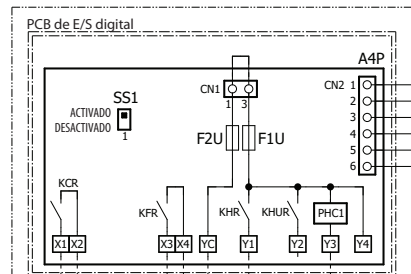 PCB de E/S digital
A4P
CN1
1 3
CN2 1
2
3
4
5
6
SS1
ACTIVADO
DESACTIVADO
1
F2U F1U
KCR
KFR
KHR
KHUR
PHC1
X1 X2 X3 X4 YC Y1 Y2 Y3 Y4